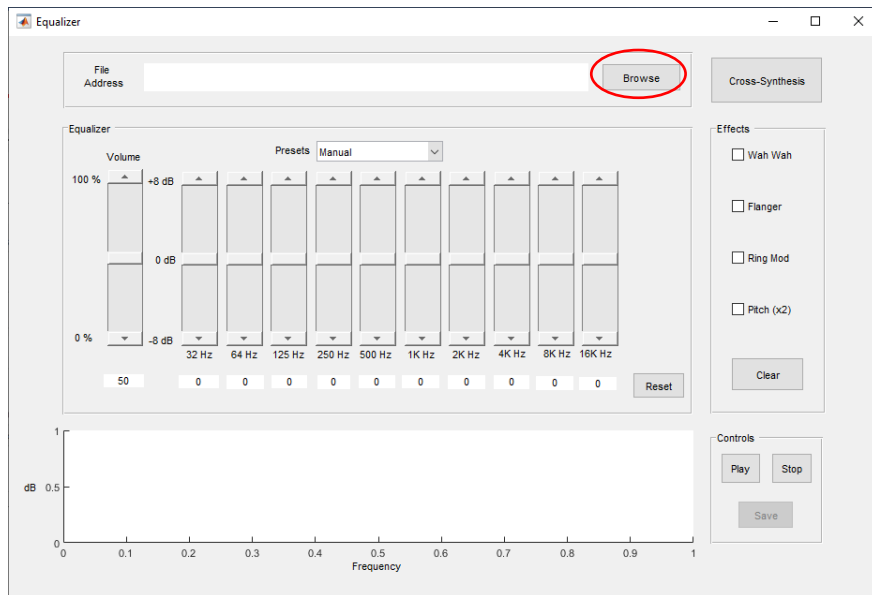 Equalizer
File
Address
Browse
Cross-Synthesis
Equalizer
Volume
Presets Manual
100 %
+8 dB
0 dB
0 %
-8 dB
32 Hz 64 Hz 125 Hz 250 Hz 500 Hz 1K Hz 2K Hz 4K Hz 8K Hz 16K Hz
50 0 0 0 0 0 0 0 0 0 0
Reset
Effects
Wah Wah
Flanger
Ring Mod
Pitch (x2)
Clear
1
dB 0.5
0
0 0.1 0.2 0.3 0.4 0.5 0.6 0.7 0.8 0.9 1
Frequency
Controls
Play Stop
Save